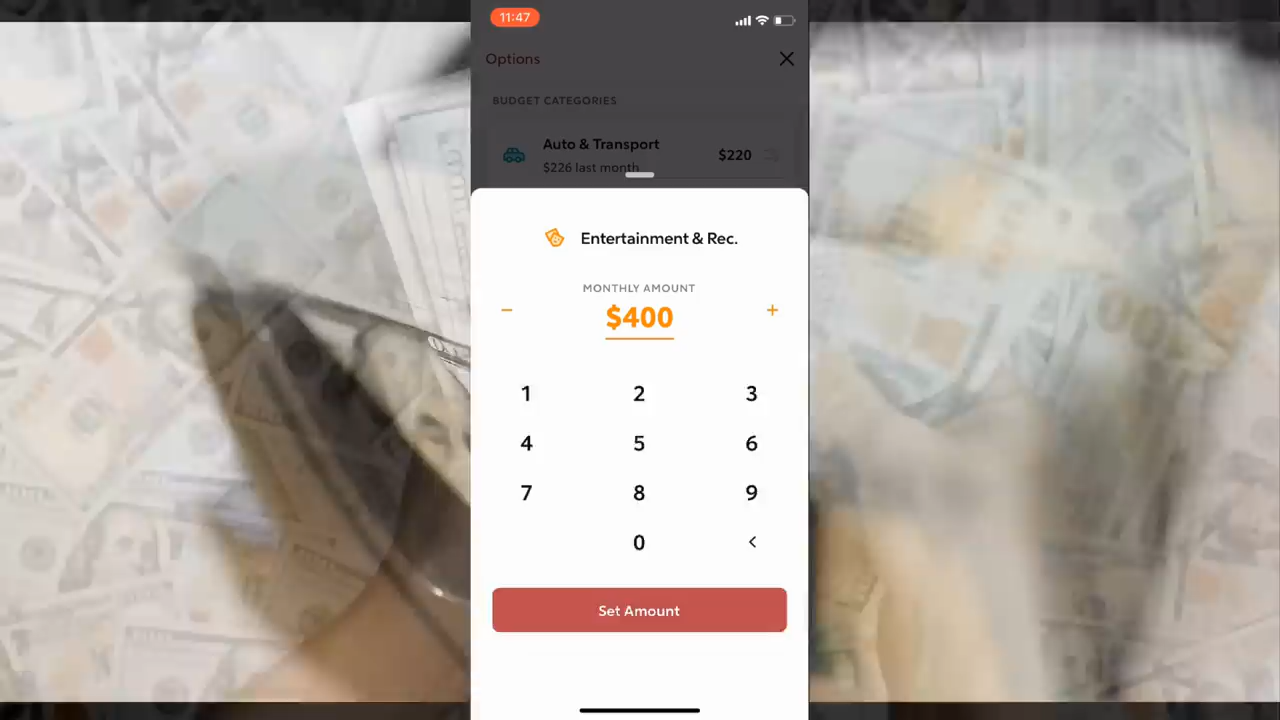 11:47
Options
BUDGET CATEGORIES
Auto & Transport
$220
$226 last month
Entertainment & Rec.
MONTHLY AMOUNT
− $400 +
1 2 3
4 5 6
7 8 9
0 <
Set Amount